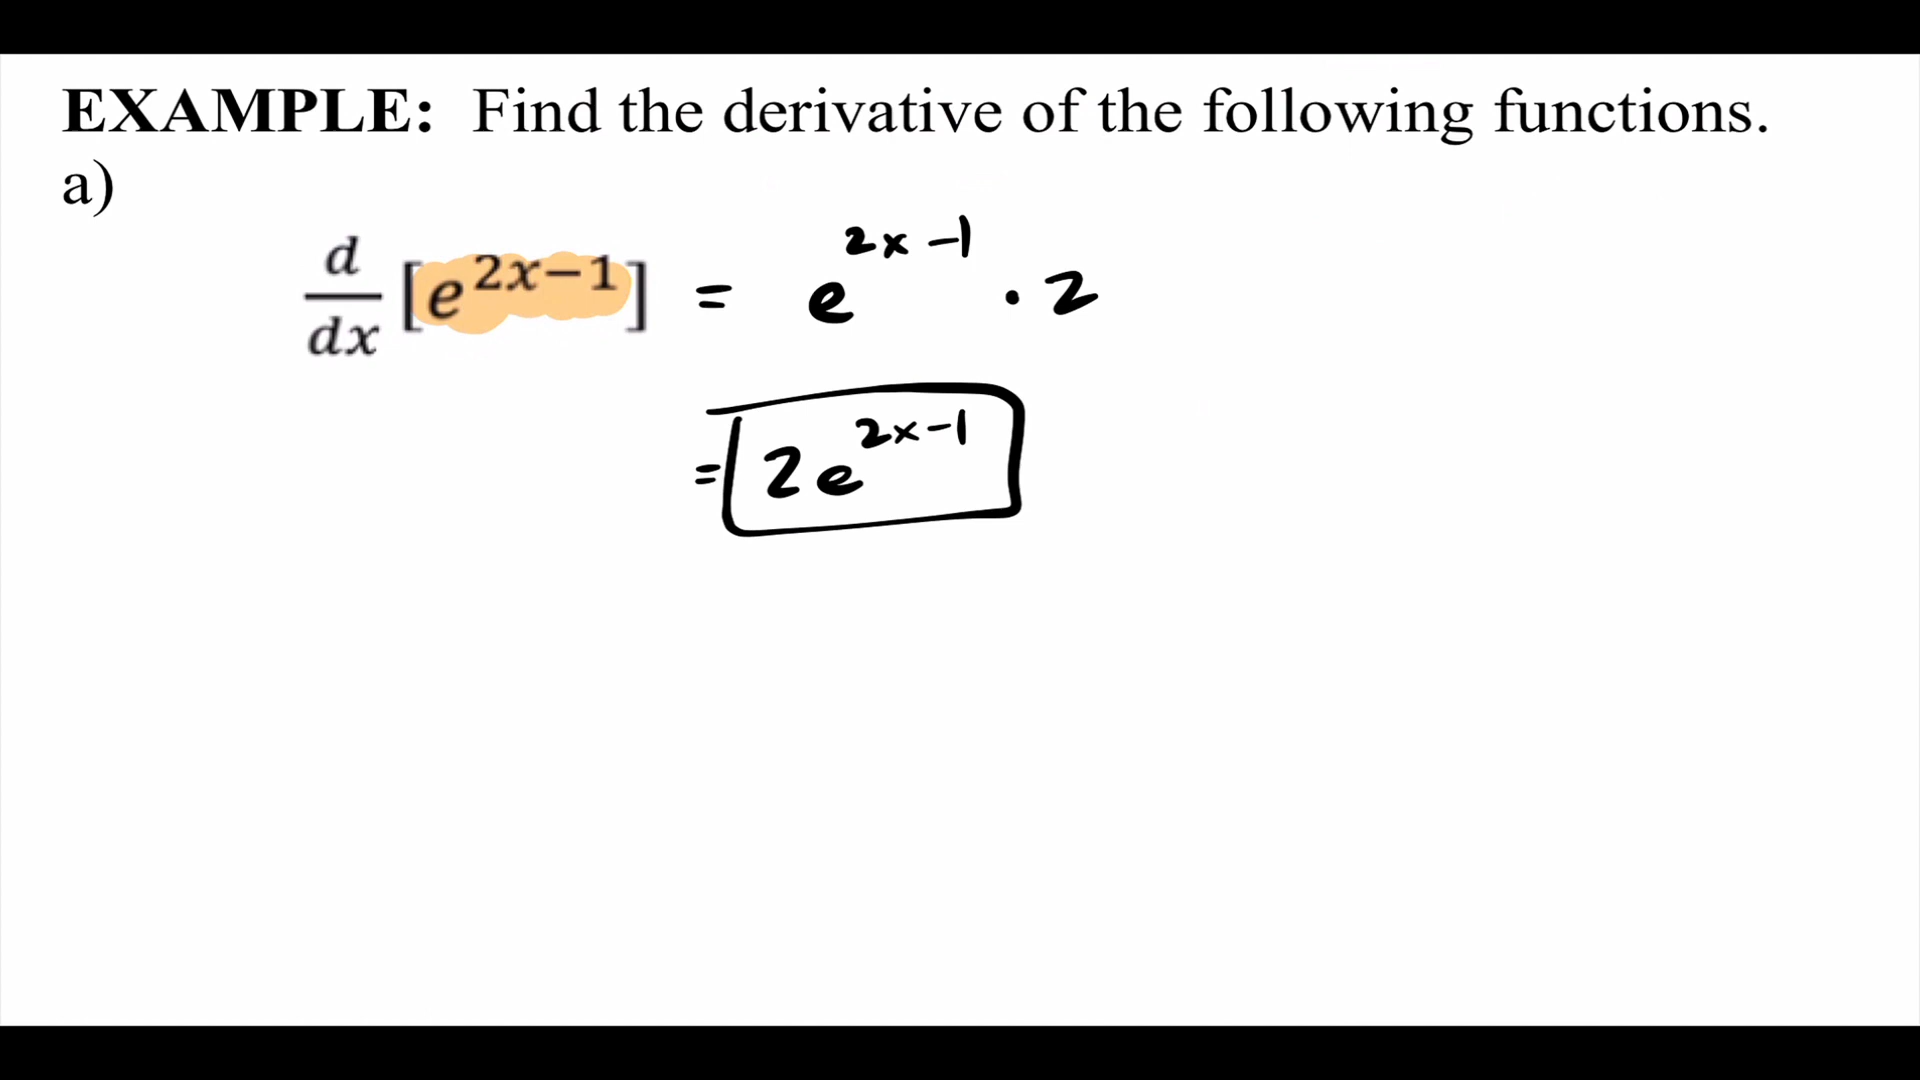 EXAMPLE: Find the derivative of the following functions.
a)
d/dx [e^{2x−1}] = e^{2x−1} · 2
= 2e^{2x−1}